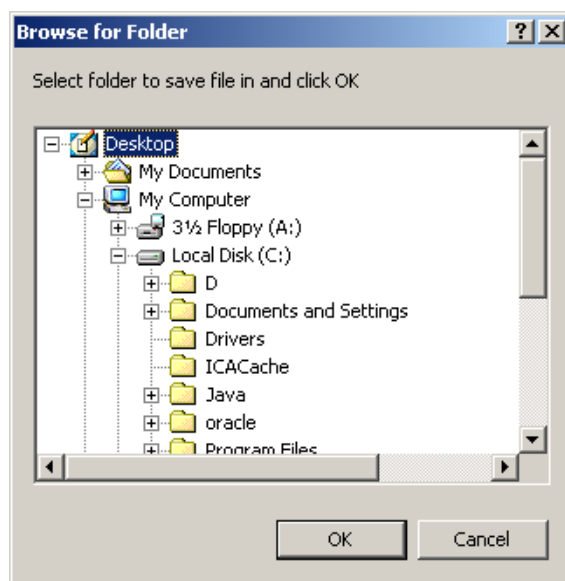 Browse for Folder
Select folder to save file in and click OK
Desktop
My Documents
My Computer
3½ Floppy (A:)
Local Disk (C:)
D
Documents and Settings
Drivers
ICACache
Java
oracle
Program Files
OK Cancel